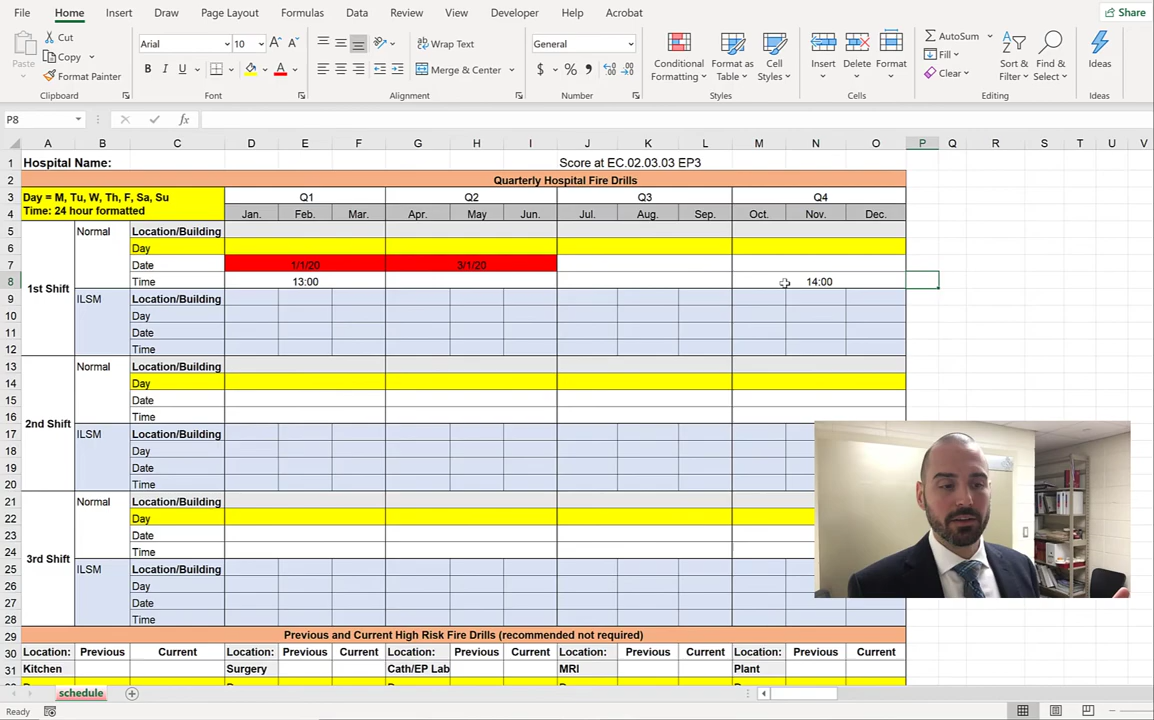 File Home Insert Draw Page Layout Formulas Data Review View Developer Help Acrobat Share
Cut
Copy
Format Painter
Paste
Clipboard
Arial 10 A A
B I U A
Font
Wrap Text
Merge & Center
Alignment
General
$ % , 
Number
Conditional Formatting
Format as Table
Cell Styles
Styles
Insert Delete Format
Cells
AutoSum
Fill
Clear
Sort & Filter
Find & Select
Editing
Ideas
Ideas
P8 fx
A B C D E F G H I J K L M N O P Q R S T U V
1 Hospital Name: Score at EC.02.03.03 EP3
2 Quarterly Hospital Fire Drills
3 Day = M, Tu, W, Th, F, Sa, Su Q1 Q2 Q3 Q4
4 Time: 24 hour formatted Jan. Feb. Mar. Apr. May Jun. Jul. Aug. Sep. Oct. Nov. Dec.
5 Normal Location/Building
6 Day
7 Date 1/1/20 3/1/20
8 Time 13:00 14:00
1st Shift
9 ILSM Location/Building
10 Day
11 Date
12 Time
13 Normal Location/Building
14 Day
15 Date
16 Time
2nd Shift
17 ILSM Location/Building
18 Day
19 Date
20 Time
21 Normal Location/Building
22 Day
23 Date
24 Time
3rd Shift
25 ILSM Location/Building
26 Day
27 Date
28 Time
29 Previous and Current High Risk Fire Drills (recommended not required)
30 Location: Previous Current Location: Previous Current Location: Previous Current Location: Previous Current Location: Previous Current
31 Kitchen Surgery Cath/EP Lab MRI Plant
schedule
Ready